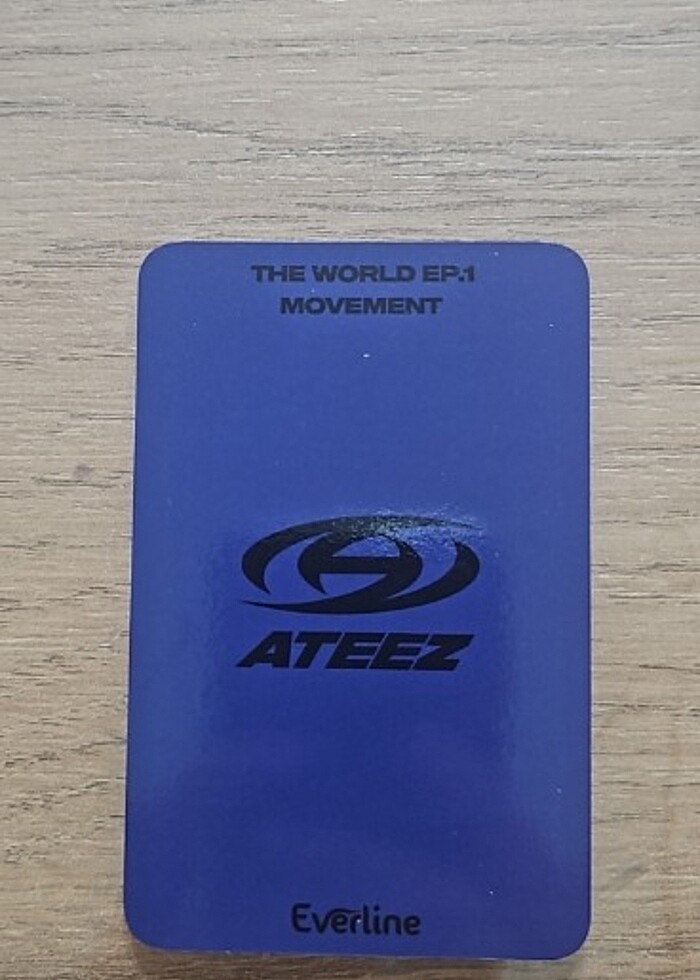 THE WORLD EP.1
MOVEMENT
ATEEZ
Everline